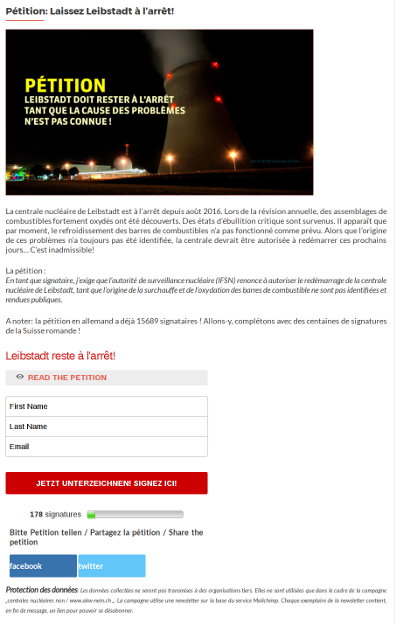 Pétition: Laissez Leibstadt à l'arrêt!
PÉTITION
LEIBSTADT DOIT RESTER À L'ARRÊT
TANT QUE LA CAUSE DES PROBLÈMES
N'EST PAS CONNUE !
La centrale nucléaire de Leibstadt est à l'arrêt depuis août 2016. Lors de la révision annuelle, des assemblages de
combustibles fortement oxydés ont été découverts. Des états d'ébullition critique sont survenus. Il apparaît que
par moment, le refroidissement des barres de combustibles n'a pas fonctionné comme prévu. Alors que l'origine
de ces problèmes n'a toujours pas été identifiée, la centrale devrait être autorisée à redémarrer ces prochains
jours... C'est inadmissible!
La pétition :
En tant que signataire, j'exige que l'autorité de surveillance nucléaire (IFSN) renonce à autoriser le redémarrage de la centrale
nucléaire de Leibstadt, tant que l'origine de la surchauffe et de l'oxydation des barres de combustible ne sont pas identifiées et
rendues publiques.
A noter: la pétition en allemand a déjà 15689 signataires ! Allons-y, complétons avec des centaines de signatures
de la Suisse romande !
Leibstadt reste à l'arrêt!
READ THE PETITION
First Name
Last Name
Email
JETZT UNTERZEICHNEN! SIGNEZ ICI!
178 signatures
Bitte Petition teilen / Partagez la pétition / Share the
petition
facebook
twitter
Protection des données: Les données collectées ne seront pas transmises à des organisations tiers. Elles ne sont utilisées que dans le cadre de la campagne
„centrales nucléaires non / www.akw-nein.ch„. La campagne utilise une newsletter sur la base du service Mailchimp. Chaque exemplaire de la newsletter contient,
en fin de message, un lien pour pouvoir se désabonner.